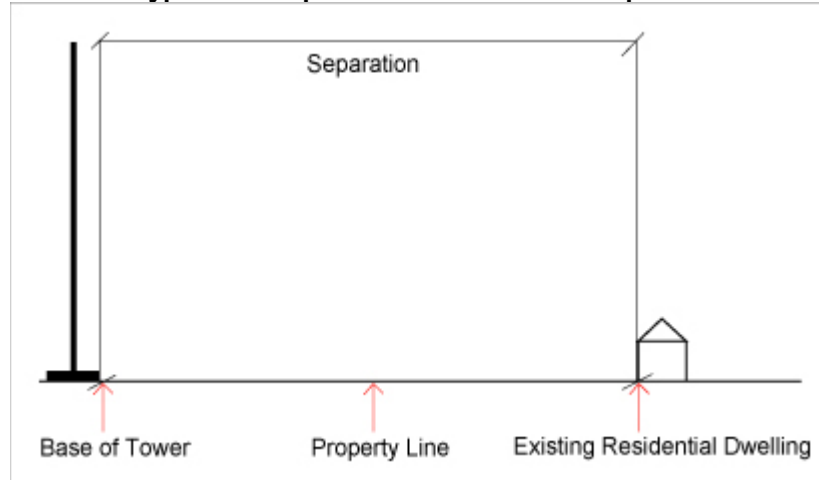 Separation
Base of Tower
Property Line
Existing Residential Dwelling